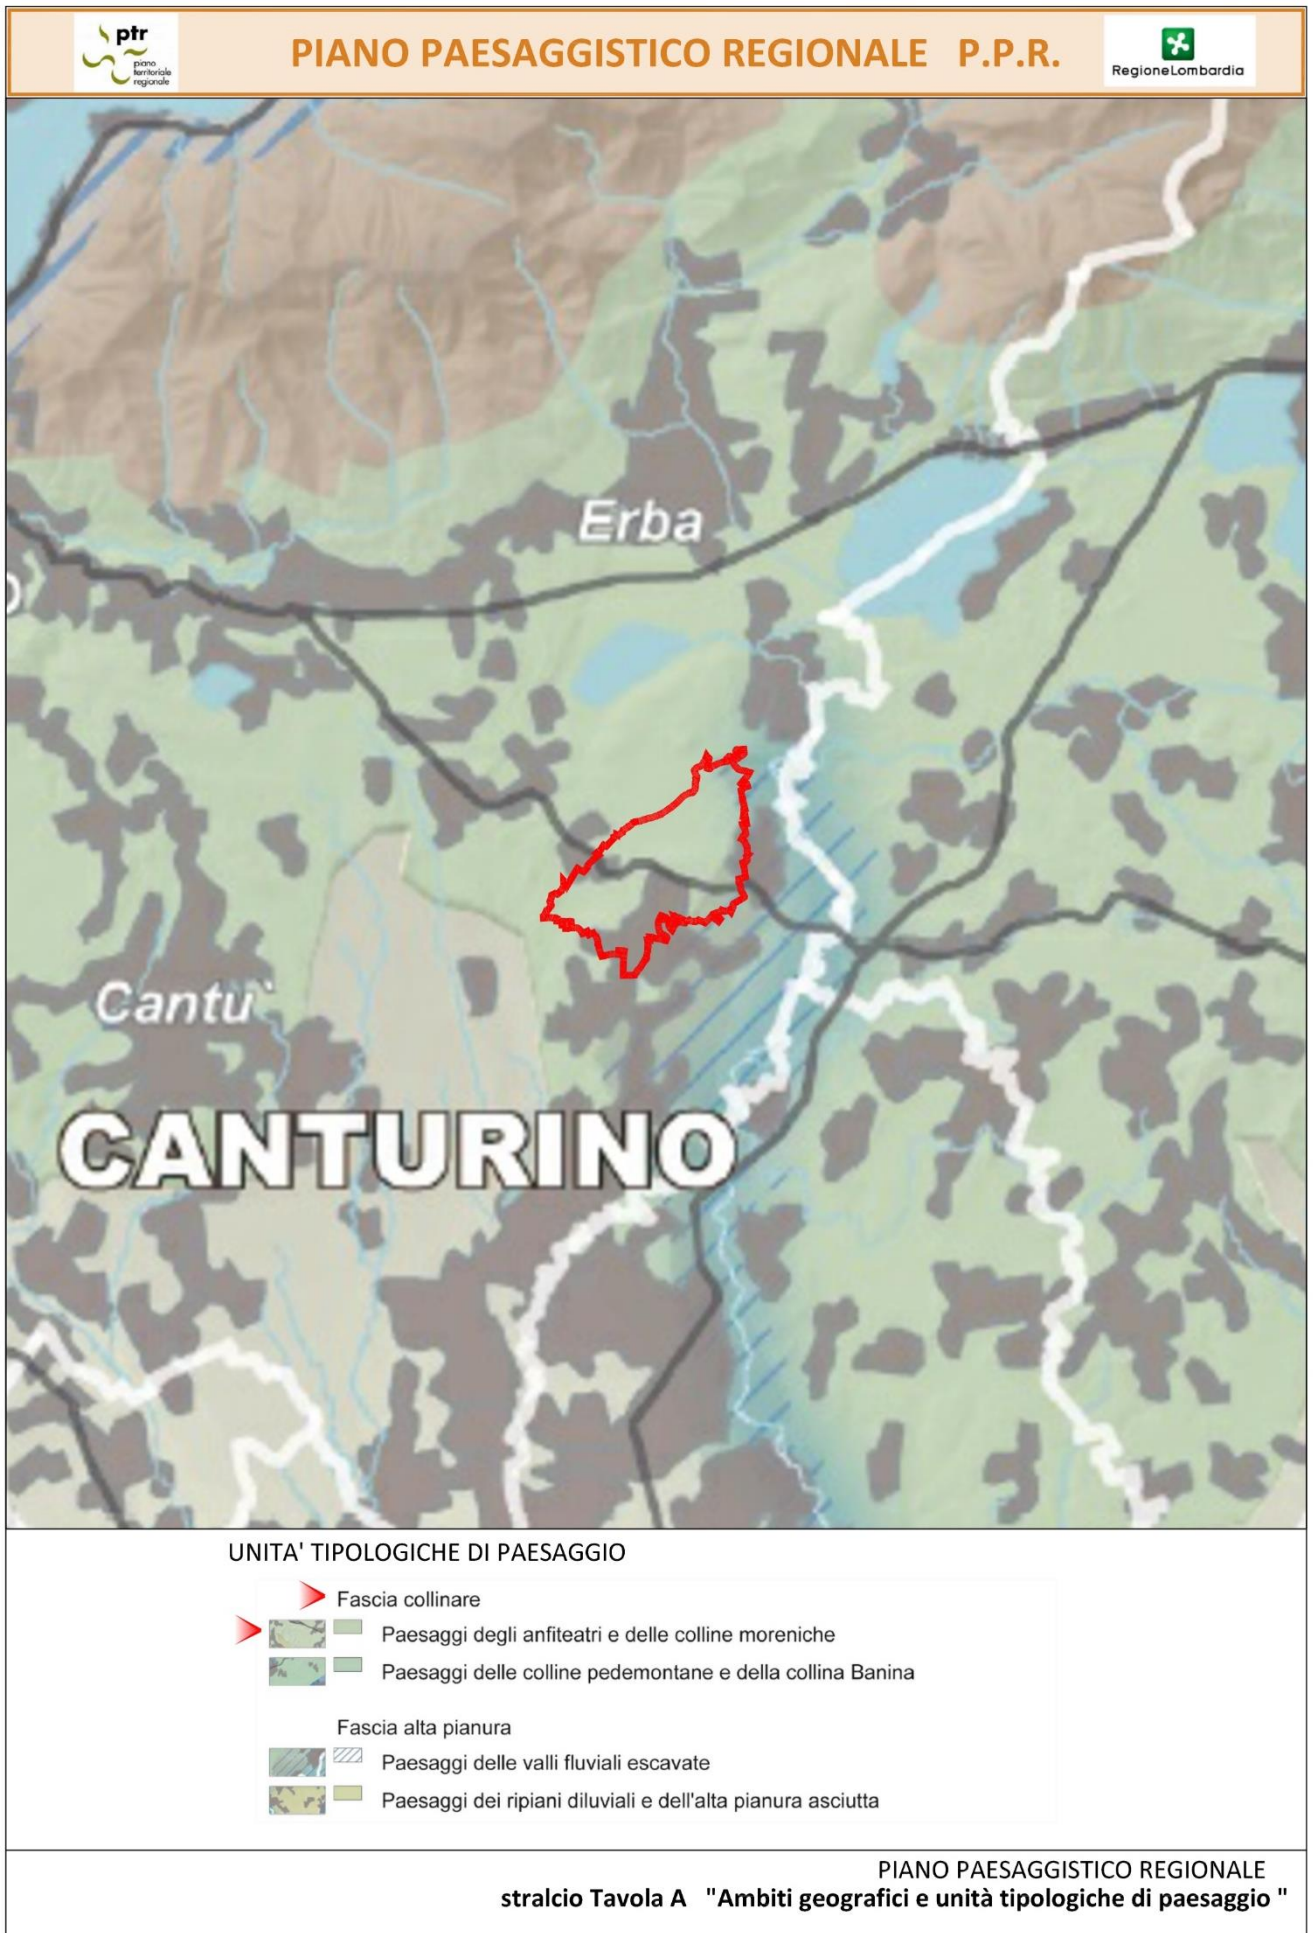 ptr
piano
territoriale
regionale
PIANO PAESAGGISTICO REGIONALE P.P.R.
RegioneLombardia
Erba
O
Cantu`
CANTURINO
UNITA' TIPOLOGICHE DI PAESAGGIO
Fascia collinare
Paesaggi degli anfiteatri e delle colline moreniche
Paesaggi delle colline pedemontane e della collina Banina
Fascia alta pianura
Paesaggi delle valli fluviali escavate
Paesaggi dei ripiani diluviali e dell'alta pianura asciutta
PIANO PAESAGGISTICO REGIONALE
stralcio Tavola A "Ambiti geografici e unità tipologiche di paesaggio "